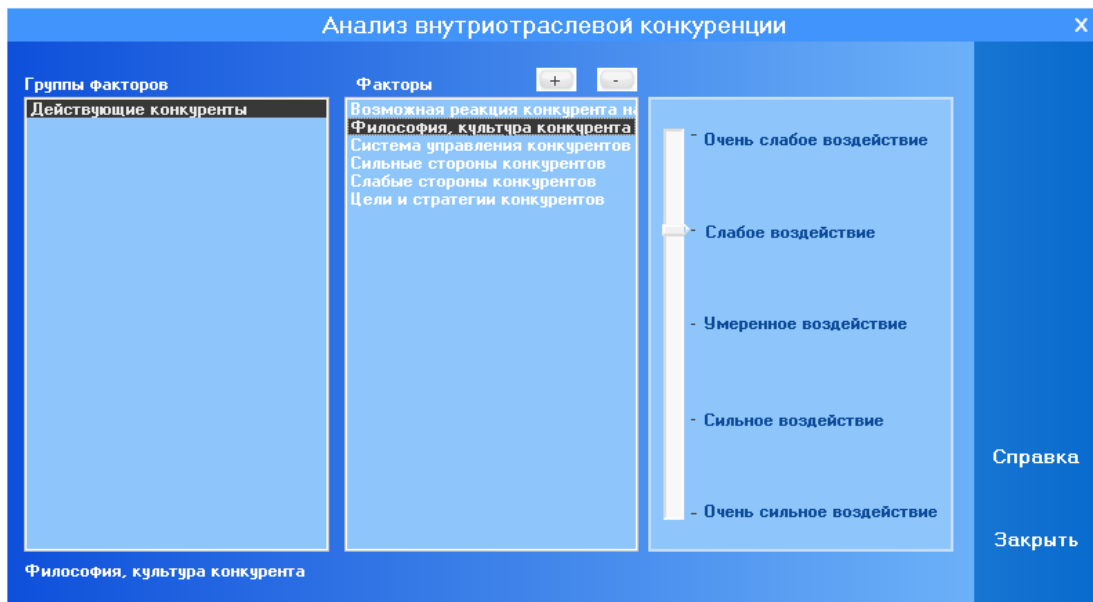 Анализ внутриотраслевой конкуренции
X
Группы факторов
Факторы
+
-
Действующие конкуренты
Возможная реакция конкурента на
Философия, культура конкурента
Система управления конкурентов
Сильные стороны конкурентов
Слабые стороны конкурентов
Цели и стратегии конкурентов
- Очень слабое воздействие
- Слабое воздействие
- Умеренное воздействие
- Сильное воздействие
- Очень сильное воздействие
Справка
Закрыть
Философия, культура конкурента